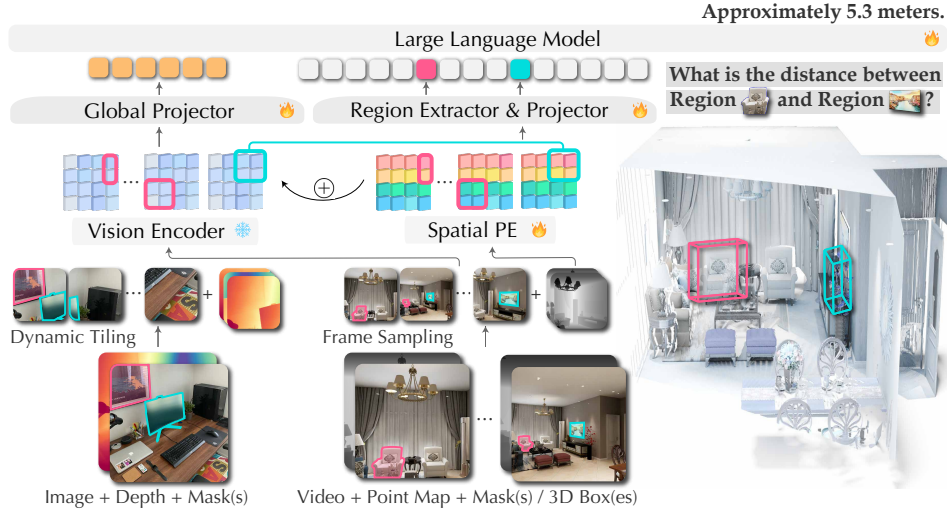 Approximately 5.3 meters.
Large Language Model
What is the distance between
Region and Region ?
Global Projector
Region Extractor & Projector
...
...
+
Vision Encoder
Spatial PE
...
+
...
+
Dynamic Tiling
Frame Sampling
...
Image + Depth + Mask(s)
Video + Point Map + Mask(s) / 3D Box(es)